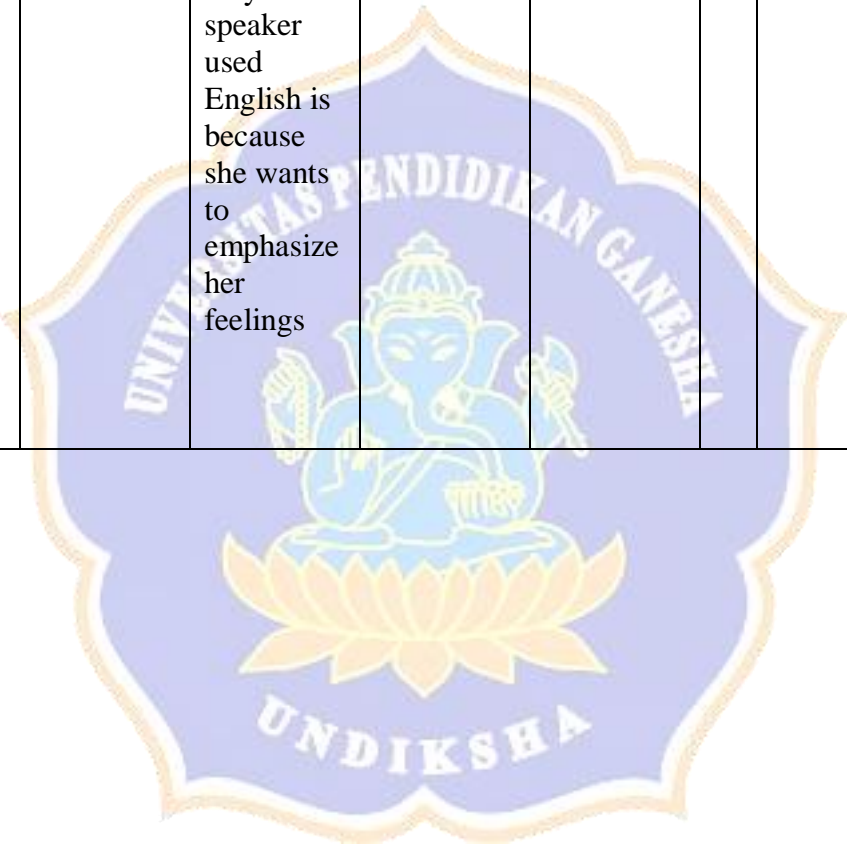 speaker
used
English is
because
she wants
to
emphasize
her
feelings
UNIVERSITAS PENDIDIKAN GANESHA
UNDIKSHA